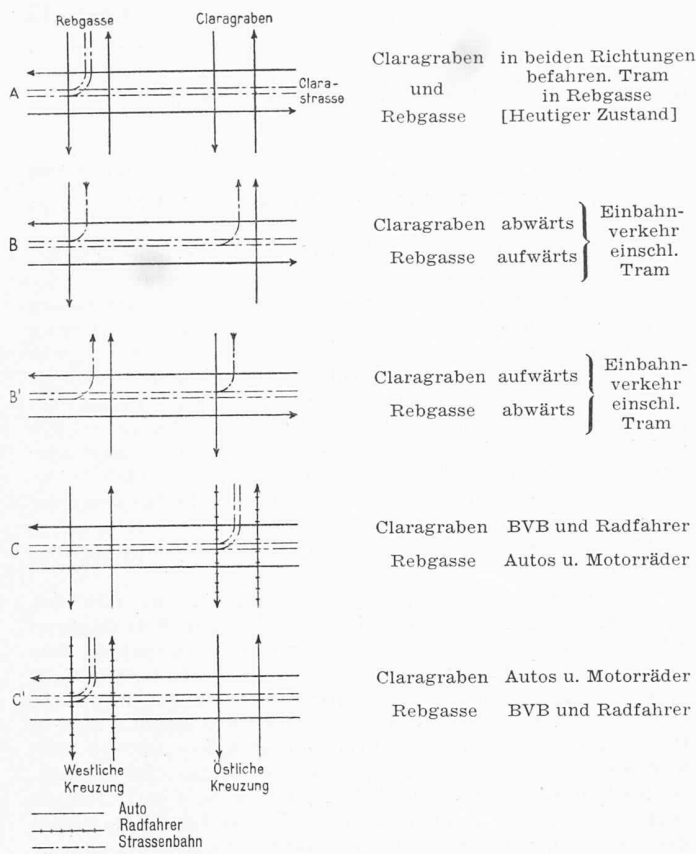 Rebgasse
Claragraben
A
Clara-
strasse
Claragraben in beiden Richtungen
befahren. Tram
und
in Rebgasse
Rebgasse [Heutiger Zustand]
B
Claragraben abwärts
Rebgasse aufwärts
Einbahn-
verkehr
einschl.
Tram
B'
Claragraben aufwärts
Rebgasse abwärts
Einbahn-
verkehr
einschl.
Tram
C
Claragraben BVB und Radfahrer
Rebgasse Autos u. Motorräder
C'
Claragraben Autos u. Motorräder
Rebgasse BVB und Radfahrer
Westliche
Kreuzung
Östliche
Kreuzung
Auto
Radfahrer
Strassenbahn